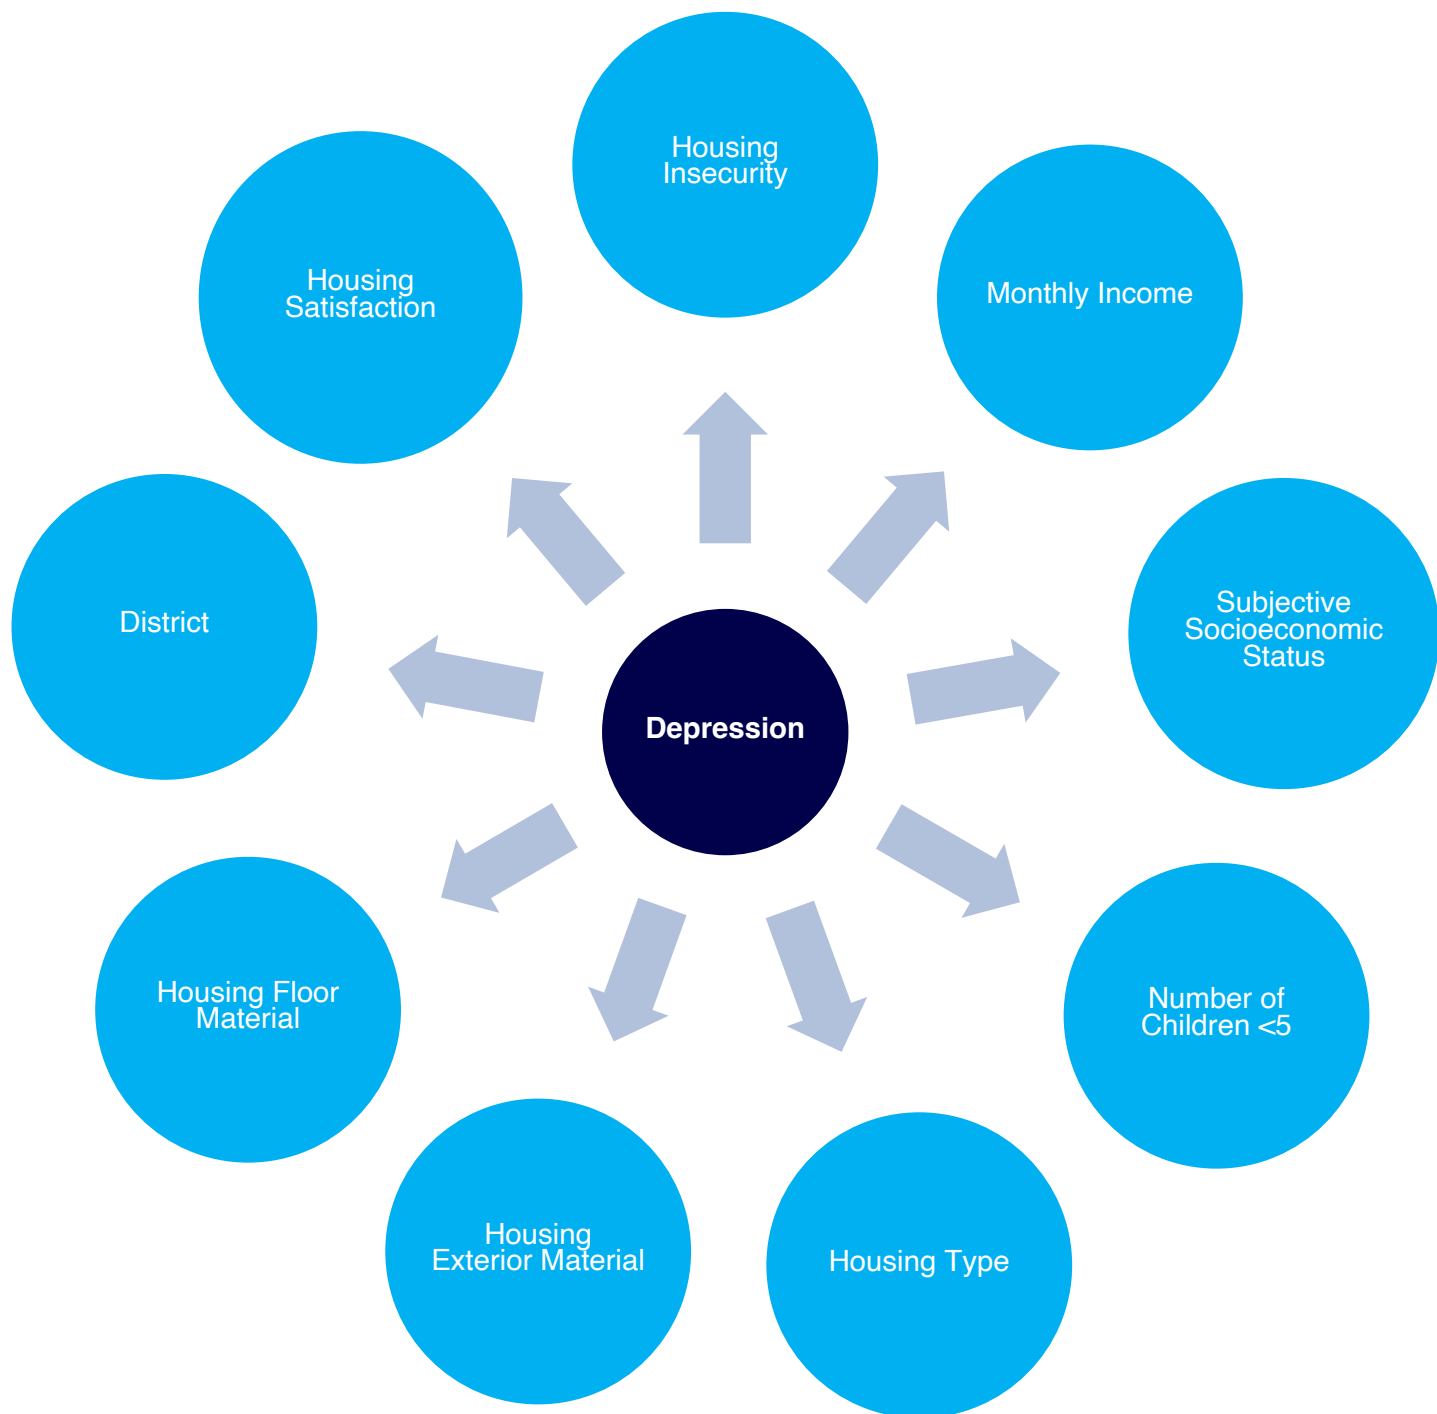 Housing
Insecurity
Monthly Income
Housing
Satisfaction
Subjective
Socioeconomic
Status
District
Depression
Number of
Children <5
Housing Floor
Material
Housing
Exterior Material
Housing Type